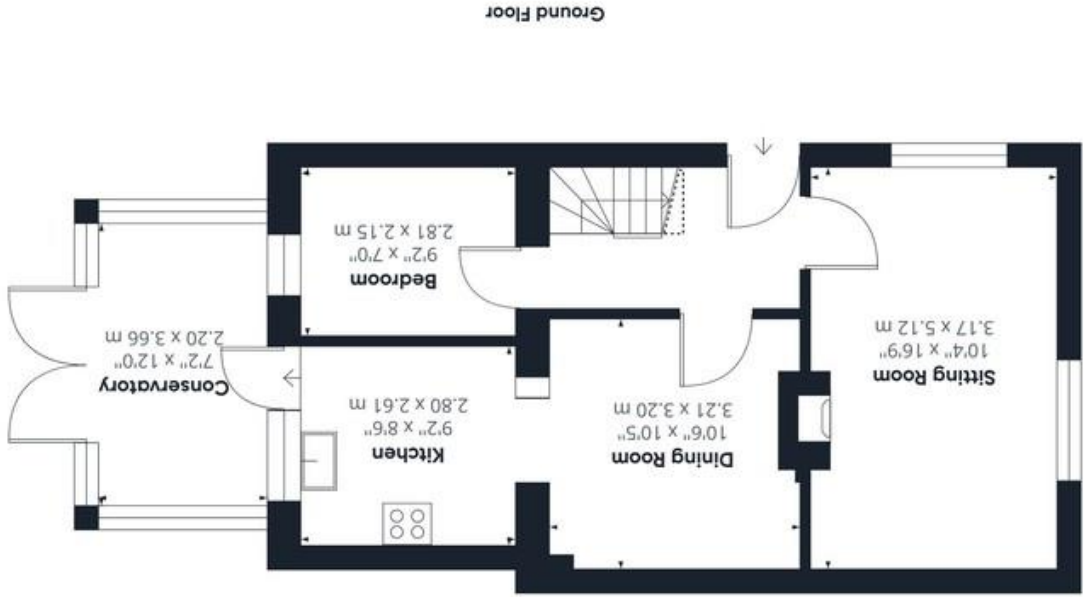 Sitting Room
10'4" x 16'9"
3.17 x 5.12 m
Dining Room
10'6" x 10'5"
3.21 x 3.20 m
Kitchen
9'2" x 8'6"
2.80 x 2.61 m
Conservatory
7'2" x 12'0"
2.20 x 3.66 m
Bedroom
9'2" x 7'0"
2.81 x 2.15 m
Ground Floor